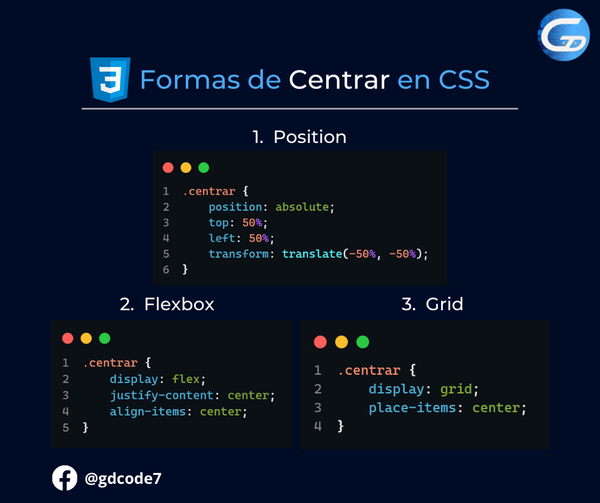 GD
3 Formas de Centrar en CSS
1. Position
1 .centrar {
2 position: absolute;
3 top: 50%;
4 left: 50%;
5 transform: translate(-50%, -50%);
6 }
2. Flexbox
1 .centrar {
2 display: flex;
3 justify-content: center;
4 align-items: center;
5 }
3. Grid
1 .centrar {
2 display: grid;
3 place-items: center;
4 }
@gdcode7